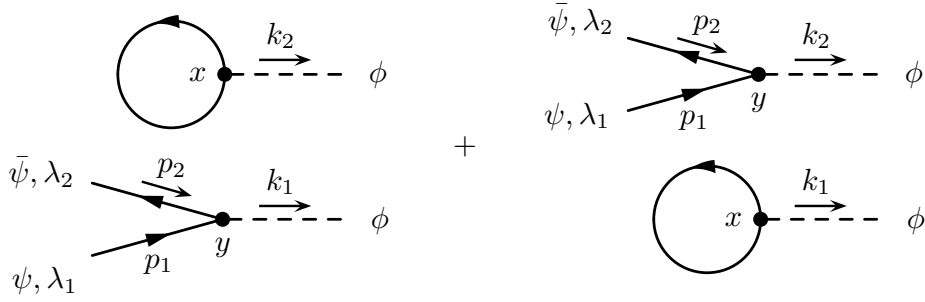 k₂
x
ϕ
ψ̄, λ₂
p₂
k₁
y
ϕ
ψ, λ₁
p₁
+
ψ̄, λ₂
p₂
k₂
ϕ
y
ψ, λ₁
p₁
k₁
x
ϕ